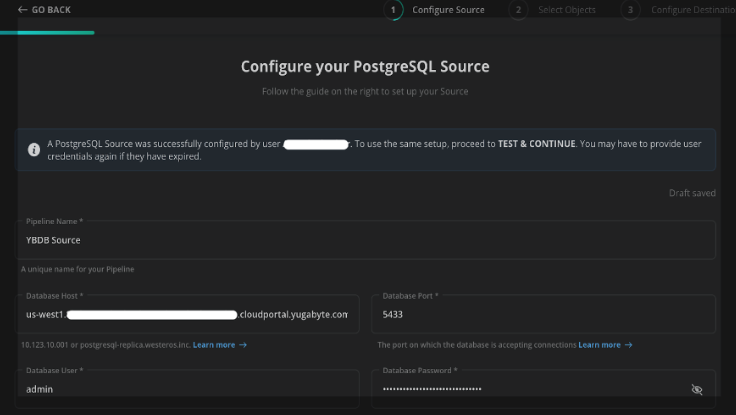 ← GO BACK
1 Configure Source 2 Select Objects 3 Configure Destinatio
Configure your PostgreSQL Source
Follow the guide on the right to set up your Source
A PostgreSQL Source was successfully configured by user r. To use the same setup, proceed to TEST & CONTINUE. You may have to provide user
credentials again if they have expired.
Draft saved
Pipeline Name *
YBDB Source
A unique name for your Pipeline
Database Host * Database Port *
us-west1. .cloudportal.yugabyte.com 5433
10.123.10.001 or postgresql-replica.westeros.inc. Learn more → The port on which the database is accepting connections Learn more →
Database User * Database Password *
admin ••••••••••••••••••••••••••••••